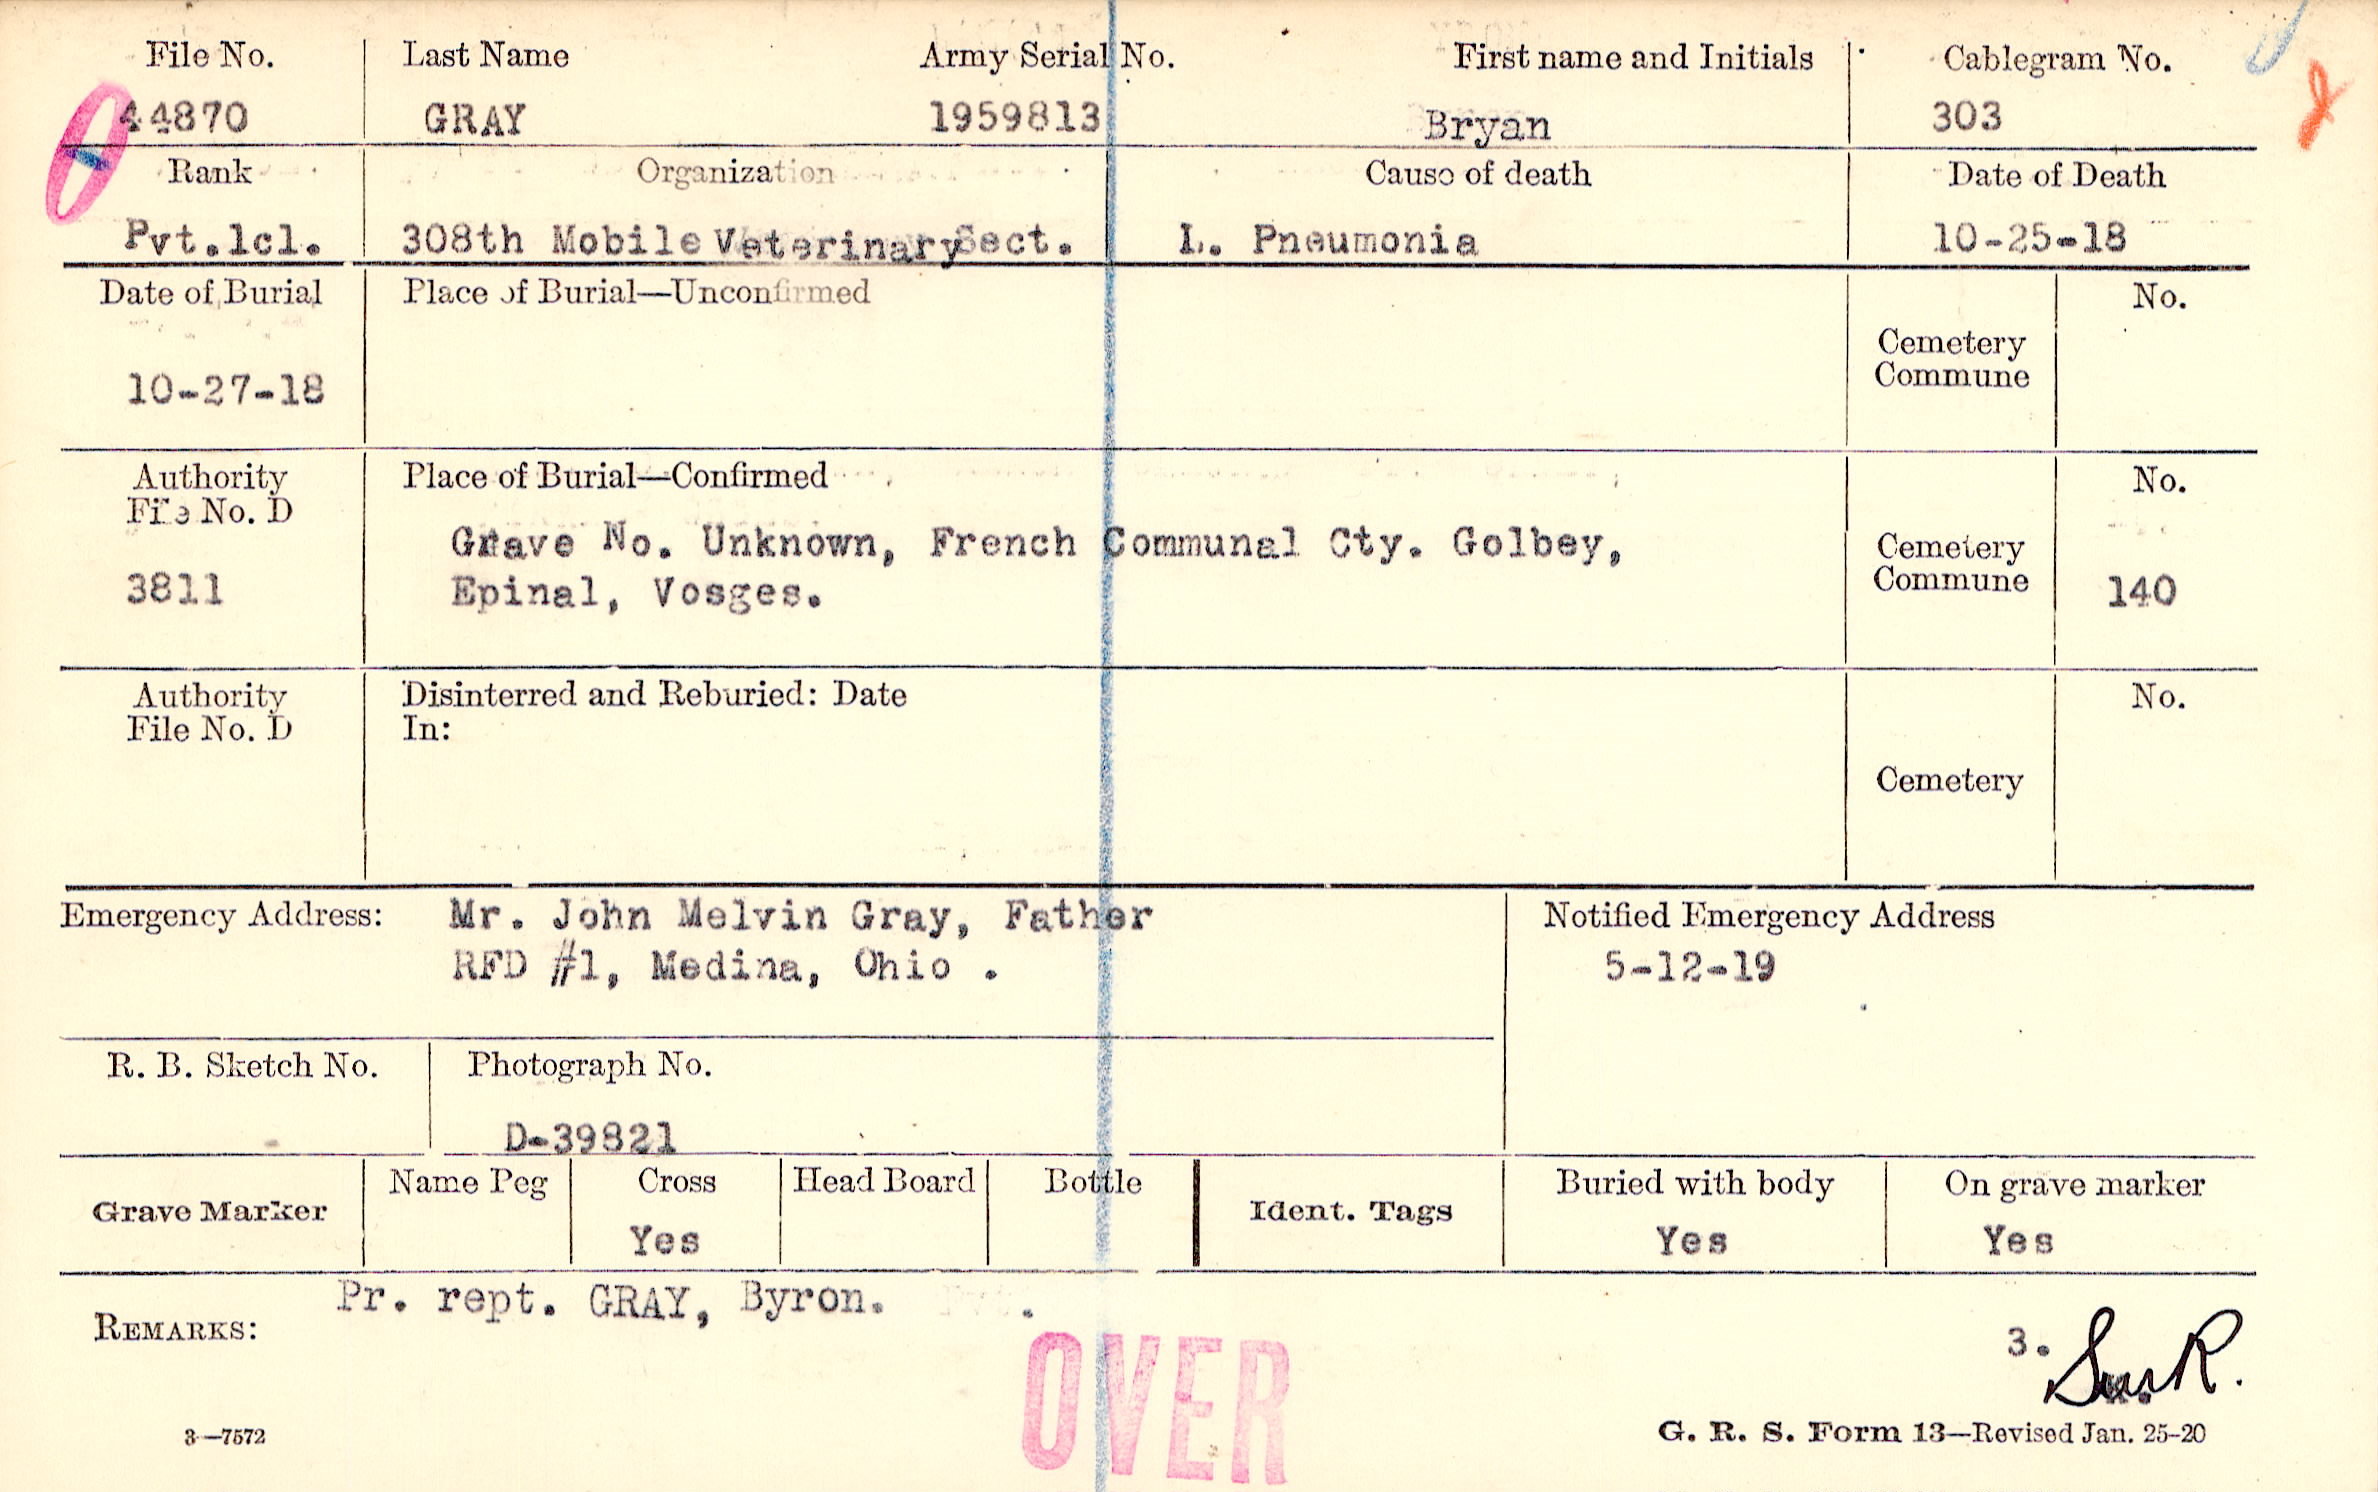 File No. Last Name Army Serial No. First name and Initials Cablegram No.
44870 GRAY 1959813 Bryan 303
Rank Organization Cause of death Date of Death
Pvt.1cl. 308th Mobile Veterinary Sect. L. Pneumonia 10-25-18
Date of Burial Place of Burial—Unconfirmed No.
Cemetery
Commune
10-27-18
Authority Place of Burial—Confirmed No.
File No. D
Grave No. Unknown, French Communal Cty. Golbey, Cemetery
3811 Epinal, Vosges. Commune 140
Authority Disinterred and Reburied: Date No.
File No. D In:
Cemetery
Emergency Address: Mr. John Melvin Gray, Father Notified Emergency Address
RFD #1, Medina, Ohio . 5-12-19
R. B. Sketch No. Photograph No.
D-39821
Grave Marker Name Peg Cross Head Board Bottle Ident. Tags Buried with body On grave marker
Yes Yes Yes
Pr. rept. GRAY, Byron.
REMARKS: 3.
OVER
3—7572 G. R. S. Form 13—Revised Jan. 25-20